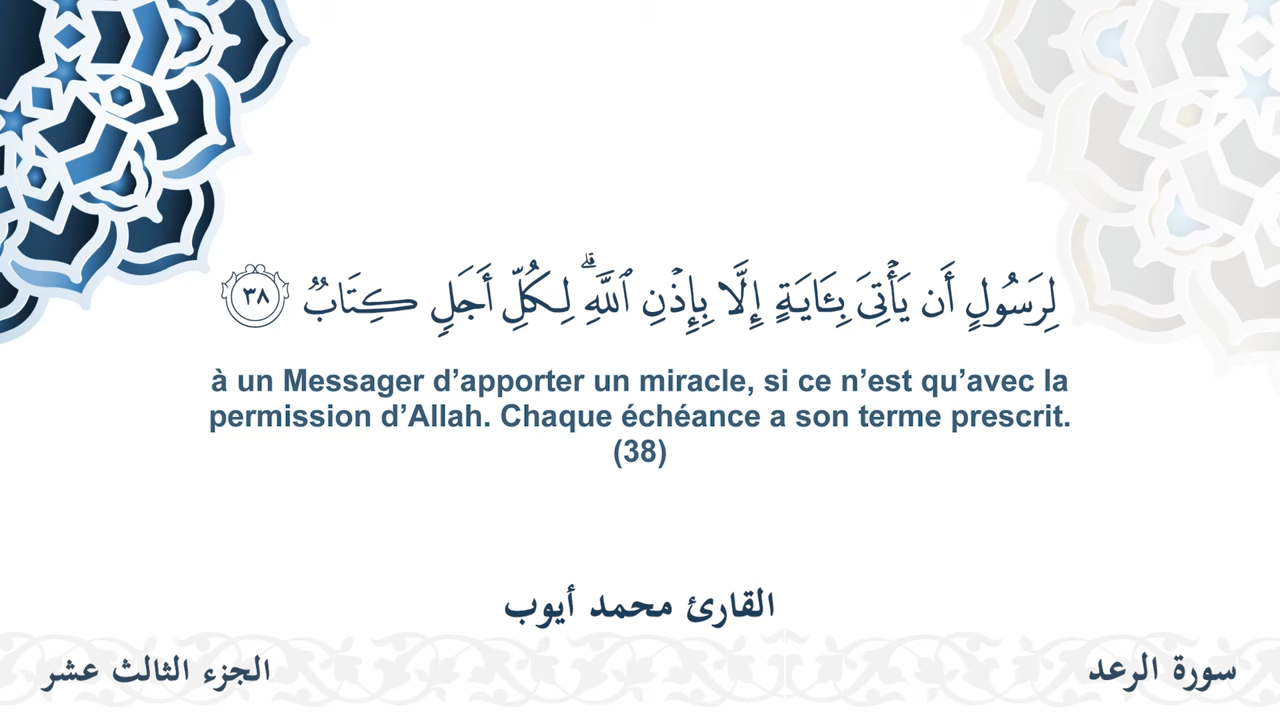 لِرَسُولٍ أَن يَأۡتِيَ بِـَٔايَةٍ إِلَّا بِإِذۡنِ ٱللَّهِۗ لِكُلِّ أَجَلٖ كِتَابٞ ٣٨
à un Messager d’apporter un miracle, si ce n’est qu’avec la
permission d’Allah. Chaque échéance a son terme prescrit.
(38)
القارئ محمد أيوب
سورة الرعد
الجزء الثالث عشر